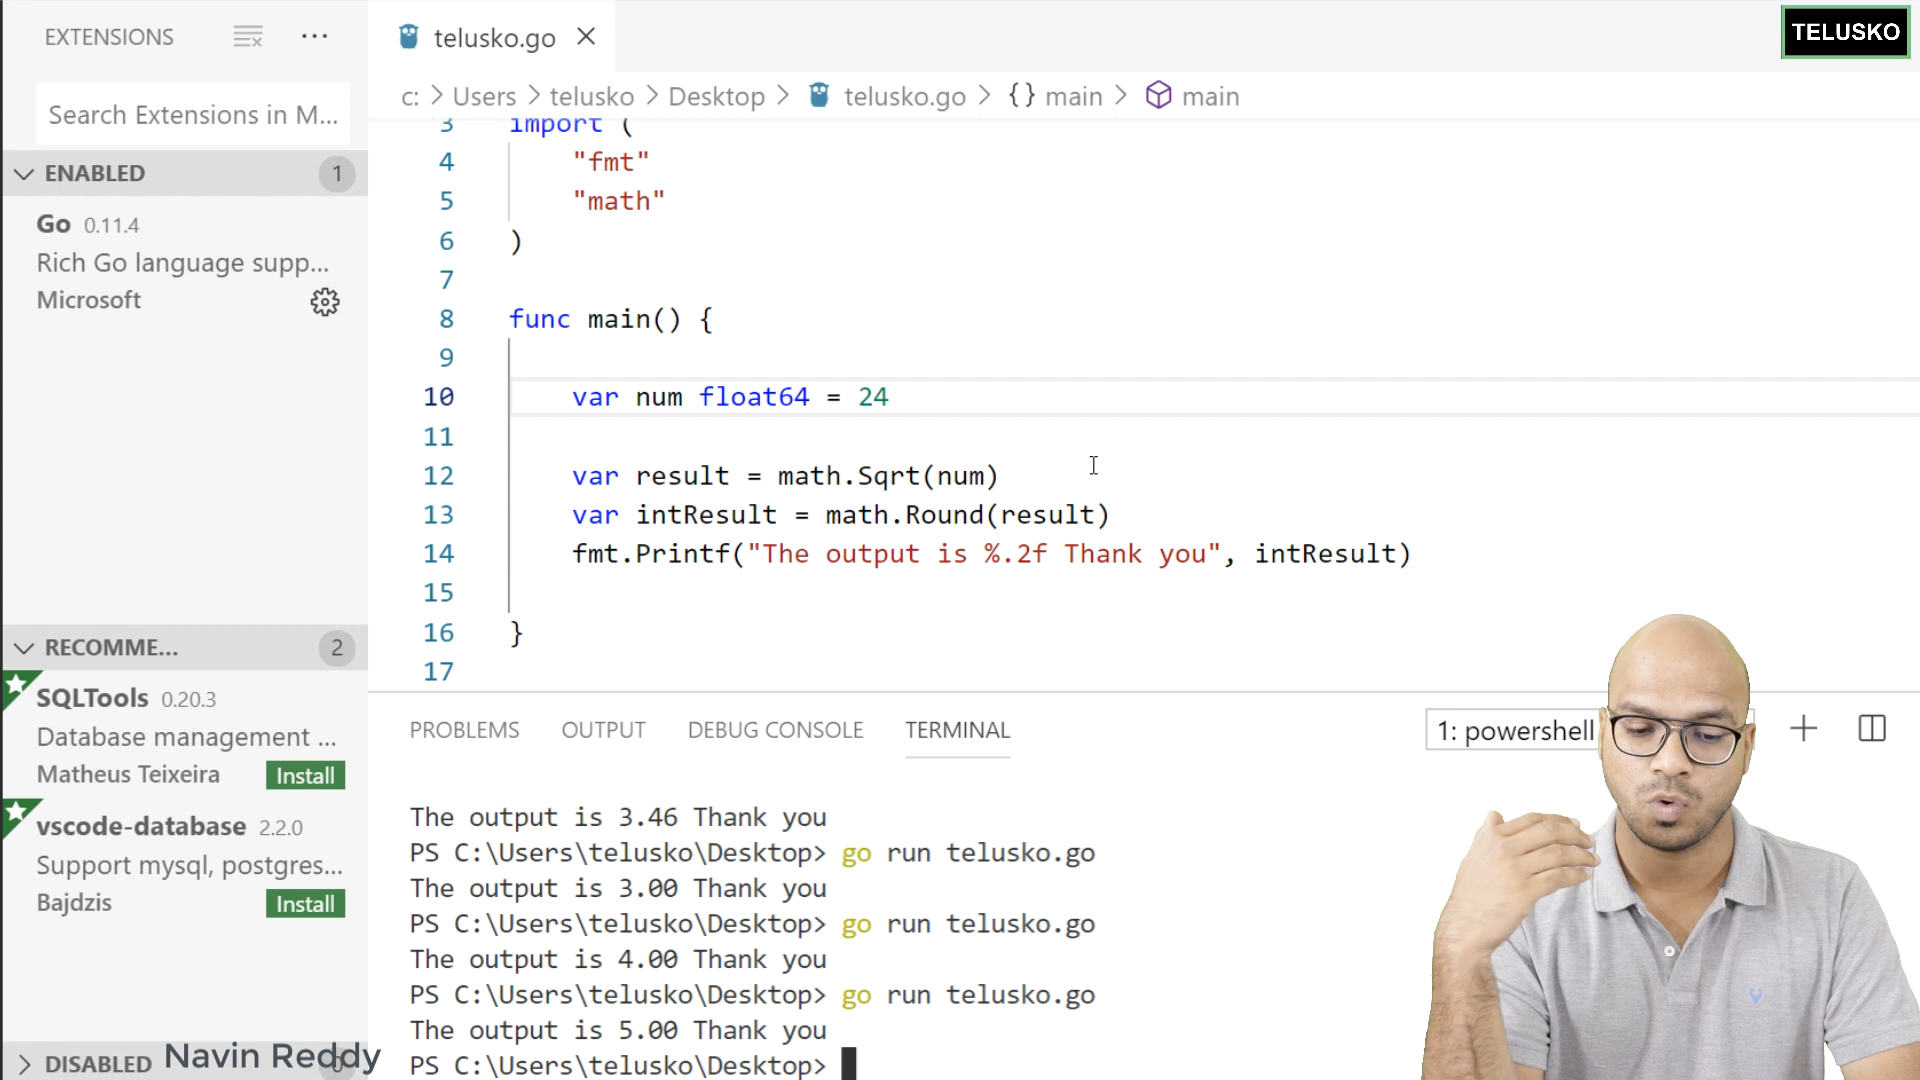 EXTENSIONS
telusko.go
TELUSKO
Search Extensions in M...
c: > Users > telusko > Desktop > telusko.go > {} main > main
ENABLED 1
Go 0.11.4
Rich Go language supp...
Microsoft
3 import (
4 "fmt"
5 "math"
6 )
7
8 func main() {
9
10 var num float64 = 24
11
12 var result = math.Sqrt(num)
13 var intResult = math.Round(result)
14 fmt.Printf("The output is %.2f Thank you", intResult)
15
16 }
17
RECOMME... 2
SQLTools 0.20.3
Database management ...
Matheus Teixeira Install
vscode-database 2.2.0
Support mysql, postgres...
Bajdzis Install
DISABLED
Navin Reddy
PROBLEMS OUTPUT DEBUG CONSOLE TERMINAL 1: powershell
The output is 3.46 Thank you
PS C:\Users\telusko\Desktop> go run telusko.go
The output is 3.00 Thank you
PS C:\Users\telusko\Desktop> go run telusko.go
The output is 4.00 Thank you
PS C:\Users\telusko\Desktop> go run telusko.go
The output is 5.00 Thank you
PS C:\Users\telusko\Desktop>